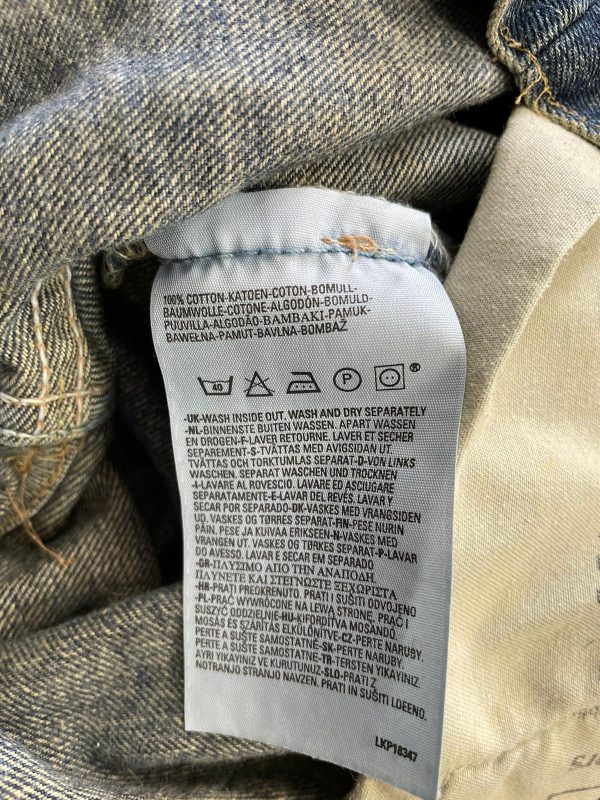 100% COTTON-KATOEN-COTON-BOMULL-
BAUMWOLLE-COTONE-ALGODÓN-BOMULD-
PUUVILLA-ALGODÃO-ΒΑΜΒΑΚΙ-PAMUK-
BAWEŁNA-PAMUT-BAVLNA-BOMBAŽ
40 P ®
-UK-WASH INSIDE OUT. WASH AND DRY SEPARATELY
-NL-BINNENSTE BUITEN WASSEN. APART WASSEN
EN DROGEN-F-LAVER RETOURNE. LAVER ET SECHER
SEPAREMENT-S-TVÄTTAS MED AVIGSIDAN UT.
TVÄTTAS OCH TORKTUMLAS SEPARAT-D-VON LINKS
WASCHEN. SEPARAT WASCHEN UND TROCKNEN
-I-LAVARE AL ROVESCIO. LAVARE ED ASCIUGARE
SEPARATAMENTE-E-LAVAR DEL REVÉS. LAVAR Y
SECAR POR SEPARADO-DK-VASKES MED VRANGSIDEN
UD. VASKES OG TØRRES SEPARAT-FIN-PESE NURIN
PÄIN. PESE JA KUIVAA ERIKSEEN-N-VASKES MED
VRANGEN UT. VASKES OG TØRRES SEPARAT-P-LAVAR
DO AVESSO. LAVAR E SECAR EM SEPARADO
-GR-ΠΛΥΣΙΜΟ ΑΠΟ ΤΗΝ ΑΝΑΠΟΔΗ.
ΠΛΥΝΕΤΕ ΚΑΙ ΣΤΕΓΝΩΣΤΕ ΞΕΧΩΡΙΣΤΑ
-HR-PRATI PREOKRENUTO. PRATI I SUŠITI ODVOJENO
-PL-PRAĆ WYWRÓCONE NA LEWĄ STRONĘ. PRAĆ I
SUSZYĆ ODDZIELNIE-HU-KIFORDÍTVA MOSANDÓ.
MOSÁS ÉS SZÁRÍTÁS ELKÜLÖNÍTVE-CZ-PERTE NARUBY.
PERTE A SUŠTE SAMOSTATNĚ-SK-PERTE NARUBY.
PERTE A SUŠTE SAMOSTATNE-TR-TERSTEN YIKAYINIZ.
AYRI YIKAYINIZ VE KURUTUNUZ-SLO-PRATI Z
NOTRANJO STRANJO NAVZEN. PRATI IN SUŠITI LOČENO.
LKP18347